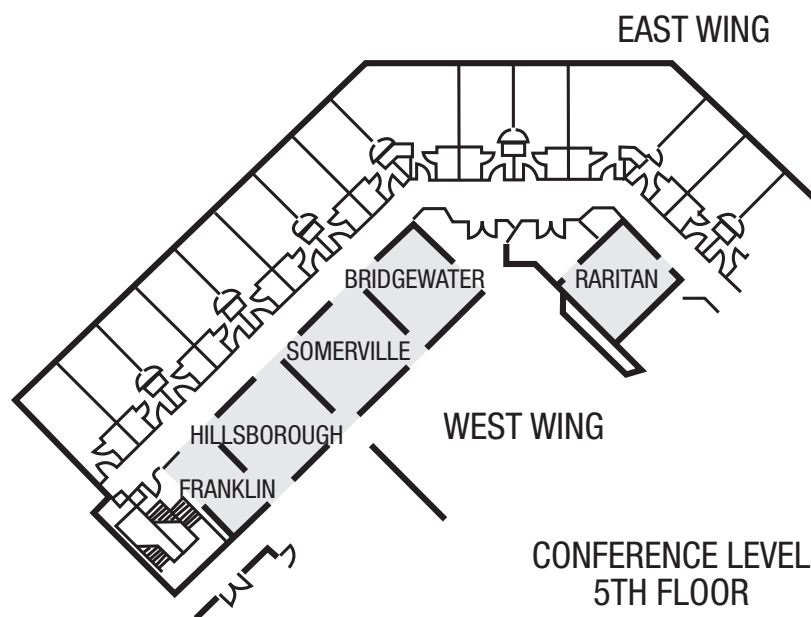 EAST WING
BRIDGEWATER
RARITAN
SOMERVILLE
HILLSBOROUGH
WEST WING
FRANKLIN
CONFERENCE LEVEL
5TH FLOOR